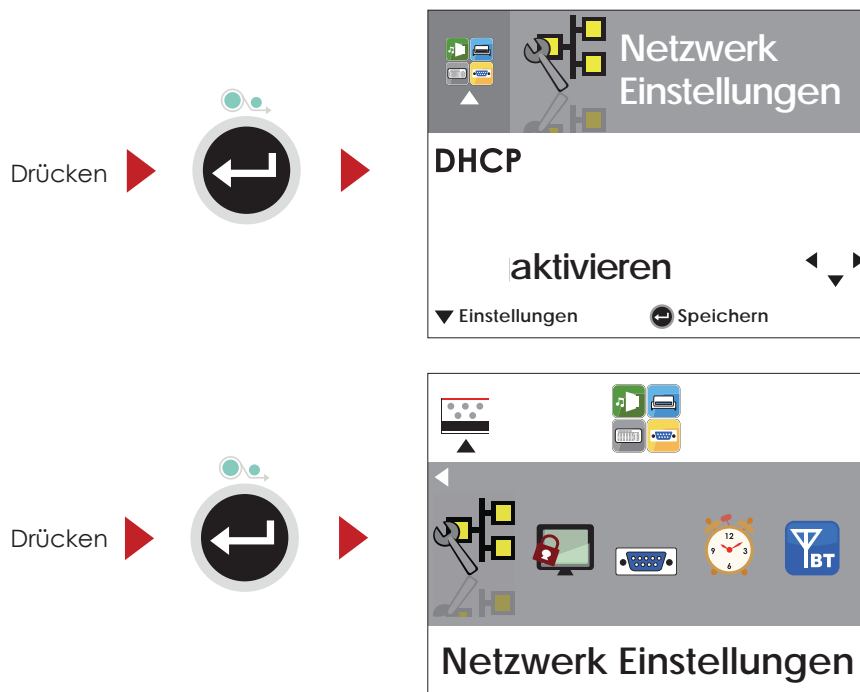 Netzwerk
Einstellungen
Drücken
DHCP
aktivieren
Einstellungen Speichern
Drücken
12
9 3
6
BT
Netzwerk Einstellungen